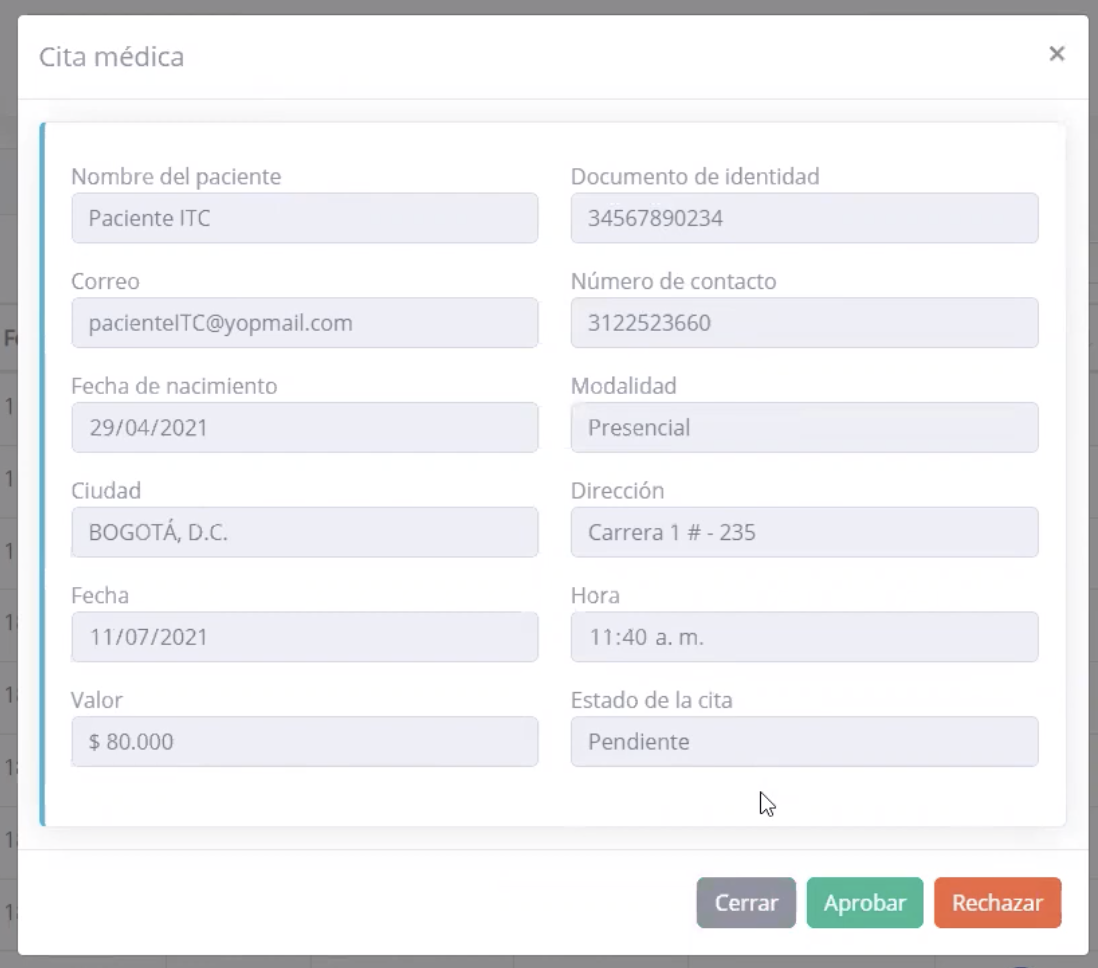 Cita médica
×
Nombre del paciente
Documento de identidad
Paciente ITC
34567890234
Correo
Número de contacto
pacienteITC@yopmail.com
3122523660
Fecha de nacimiento
Modalidad
29/04/2021
Presencial
Ciudad
Dirección
BOGOTÁ, D.C.
Carrera 1 # - 235
Fecha
Hora
11/07/2021
11:40 a. m.
Valor
Estado de la cita
$ 80.000
Pendiente
Cerrar
Aprobar
Rechazar